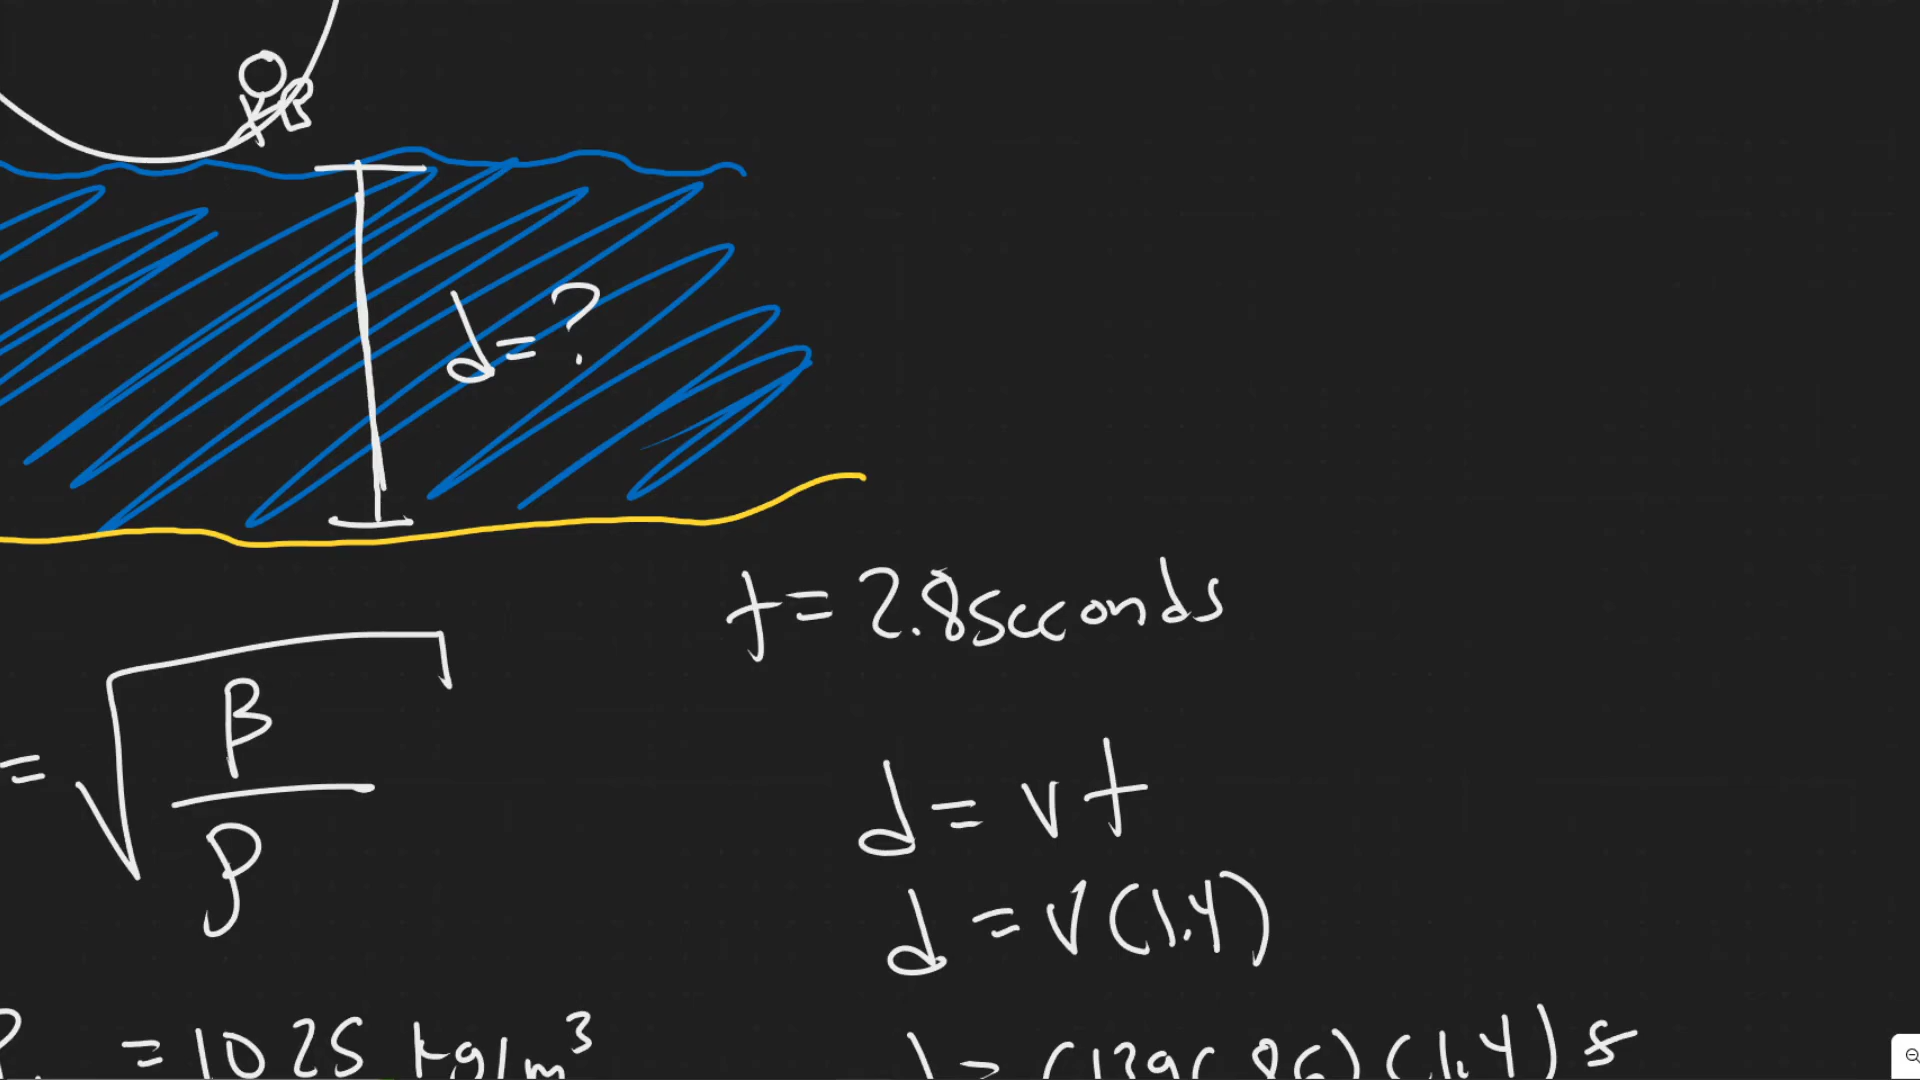 d=?
t=2.8seconds
= √β/ρ
d=vt
d=v(1.4)
=1025 kg/m³